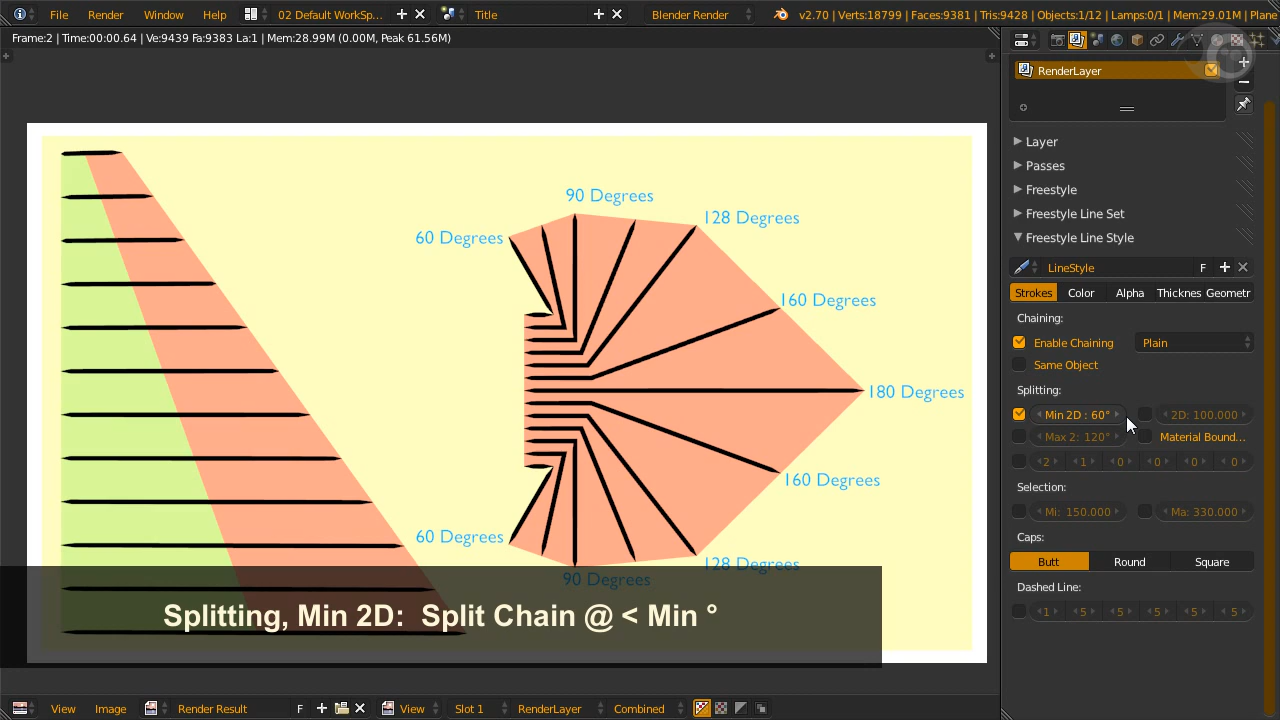 File Render Window Help 02 Default WorkSp... Title Blender Render v2.70 | Verts:18799 | Faces:9381 | Tris:9428 | Objects:1/12 | Lamps:0/1 | Mem:29.01M | Plane
Frame:2 | Time:00:00.64 | Ve:9439 Fa:9383 La:1 | Mem:28.99M (0.00M, Peak 61.56M)
90 Degrees
128 Degrees
60 Degrees
160 Degrees
180 Degrees
160 Degrees
60 Degrees
128 Degrees
90 Degrees
Splitting, Min 2D: Split Chain @ < Min °
RenderLayer
Layer
Passes
Freestyle
Freestyle Line Set
Freestyle Line Style
LineStyle F
Strokes Color Alpha Thicknes Geometr
Chaining:
Enable Chaining Plain
Same Object
Splitting:
Min 2D : 60° 2D: 100.000
Max 2: 120° Material Bound...
2 1 0 0 0 0
Selection:
Mi: 150.000 Ma: 330.000
Caps:
Butt Round Square
Dashed Line:
1 5 5 5 5 5
View Image Render Result F View Slot 1 RenderLayer Combined